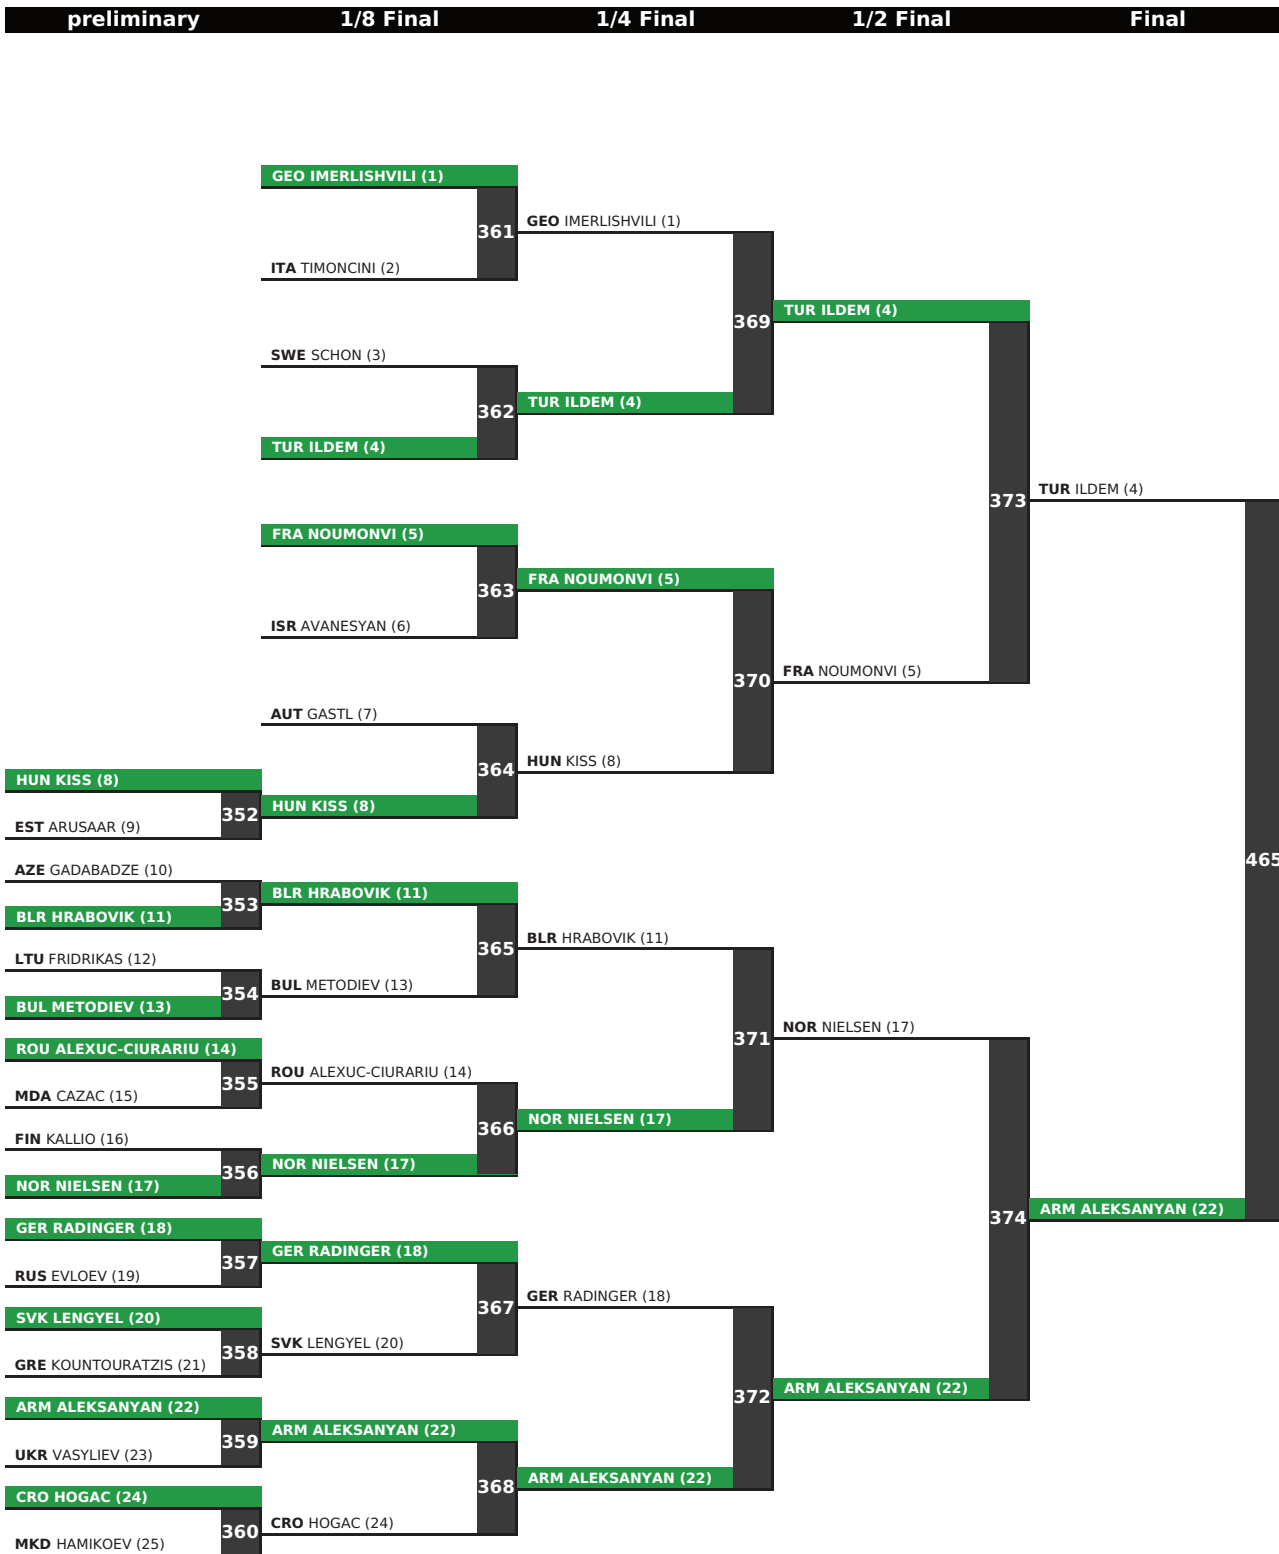 preliminary 1/8 Final 1/4 Final 1/2 Final Final
GEO IMERLISHVILI (1)
GEO IMERLISHVILI (1)
361
ITA TIMONCINI (2)
TUR ILDEM (4)
369
SWE SCHON (3)
TUR ILDEM (4)
362
TUR ILDEM (4)
TUR ILDEM (4)
373
FRA NOUMONVI (5)
FRA NOUMONVI (5)
363
ISR AVANESYAN (6)
FRA NOUMONVI (5)
370
AUT GASTL (7)
HUN KISS (8)
364
HUN KISS (8)
HUN KISS (8)
352
EST ARUSAAR (9)
465
AZE GADABADZE (10)
BLR HRABOVIK (11)
353
BLR HRABOVIK (11)
BLR HRABOVIK (11)
365
LTU FRIDRIKAS (12)
BUL METODIEV (13)
354
BUL METODIEV (13)
NOR NIELSEN (17)
371
ROU ALEXUC-CIURARIU (14)
ROU ALEXUC-CIURARIU (14)
355
MDA CAZAC (15)
NOR NIELSEN (17)
366
FIN KALLIO (16)
NOR NIELSEN (17)
356
NOR NIELSEN (17)
ARM ALEKSANYAN (22)
374
GER RADINGER (18)
GER RADINGER (18)
357
RUS EVLOEV (19)
GER RADINGER (18)
367
SVK LENGYEL (20)
SVK LENGYEL (20)
358
GRE KOUNTOURATZIS (21)
ARM ALEKSANYAN (22)
372
ARM ALEKSANYAN (22)
ARM ALEKSANYAN (22)
359
UKR VASYLIEV (23)
ARM ALEKSANYAN (22)
368
CRO HOGAC (24)
CRO HOGAC (24)
360
MKD HAMIKOEV (25)